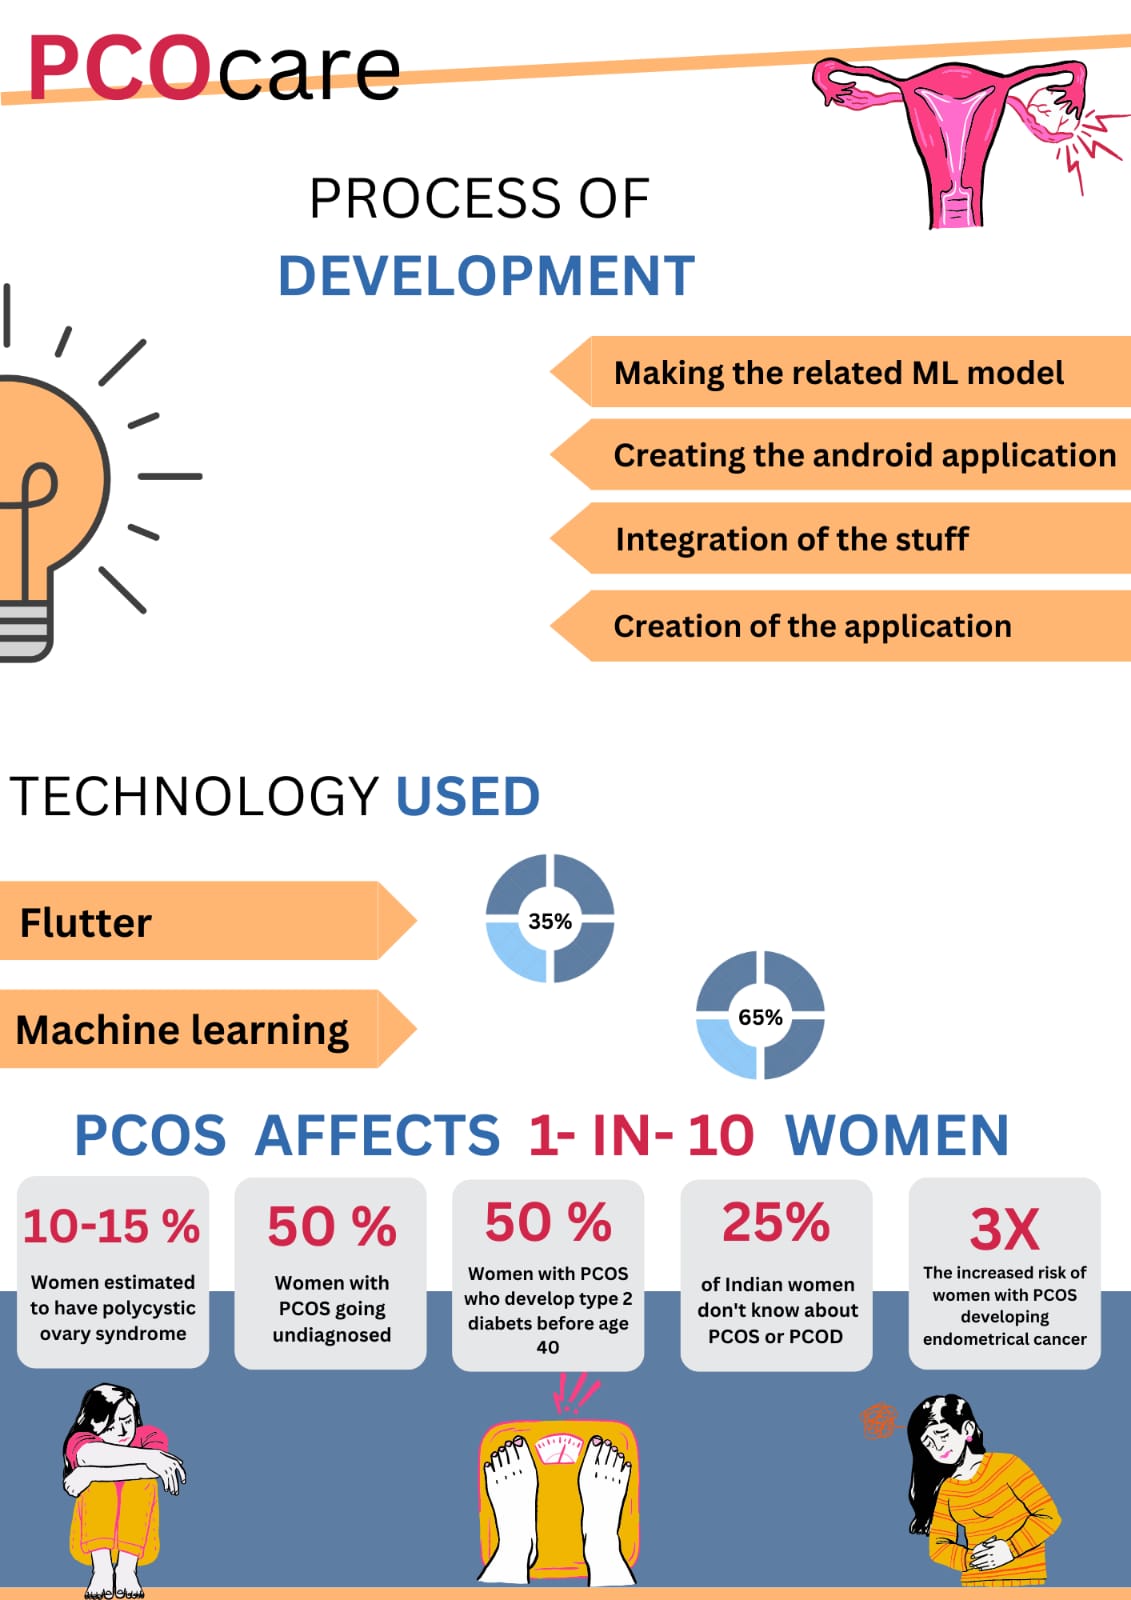 PCOcare
PROCESS OF
DEVELOPMENT
Making the related ML model
Creating the android application
Integration of the stuff
Creation of the application
TECHNOLOGY USED
Flutter
35%
Machine learning
65%
PCOS AFFECTS 1- IN- 10 WOMEN
10-15 %
Women estimated
to have polycystic
ovary syndrome
50 %
Women with
PCOS going
undiagnosed
50 %
Women with PCOS
who develop type 2
diabets before age
40
25%
of Indian women
don't know about
PCOS or PCOD
3X
The increased risk of
women with PCOS
developing
endometrical cancer